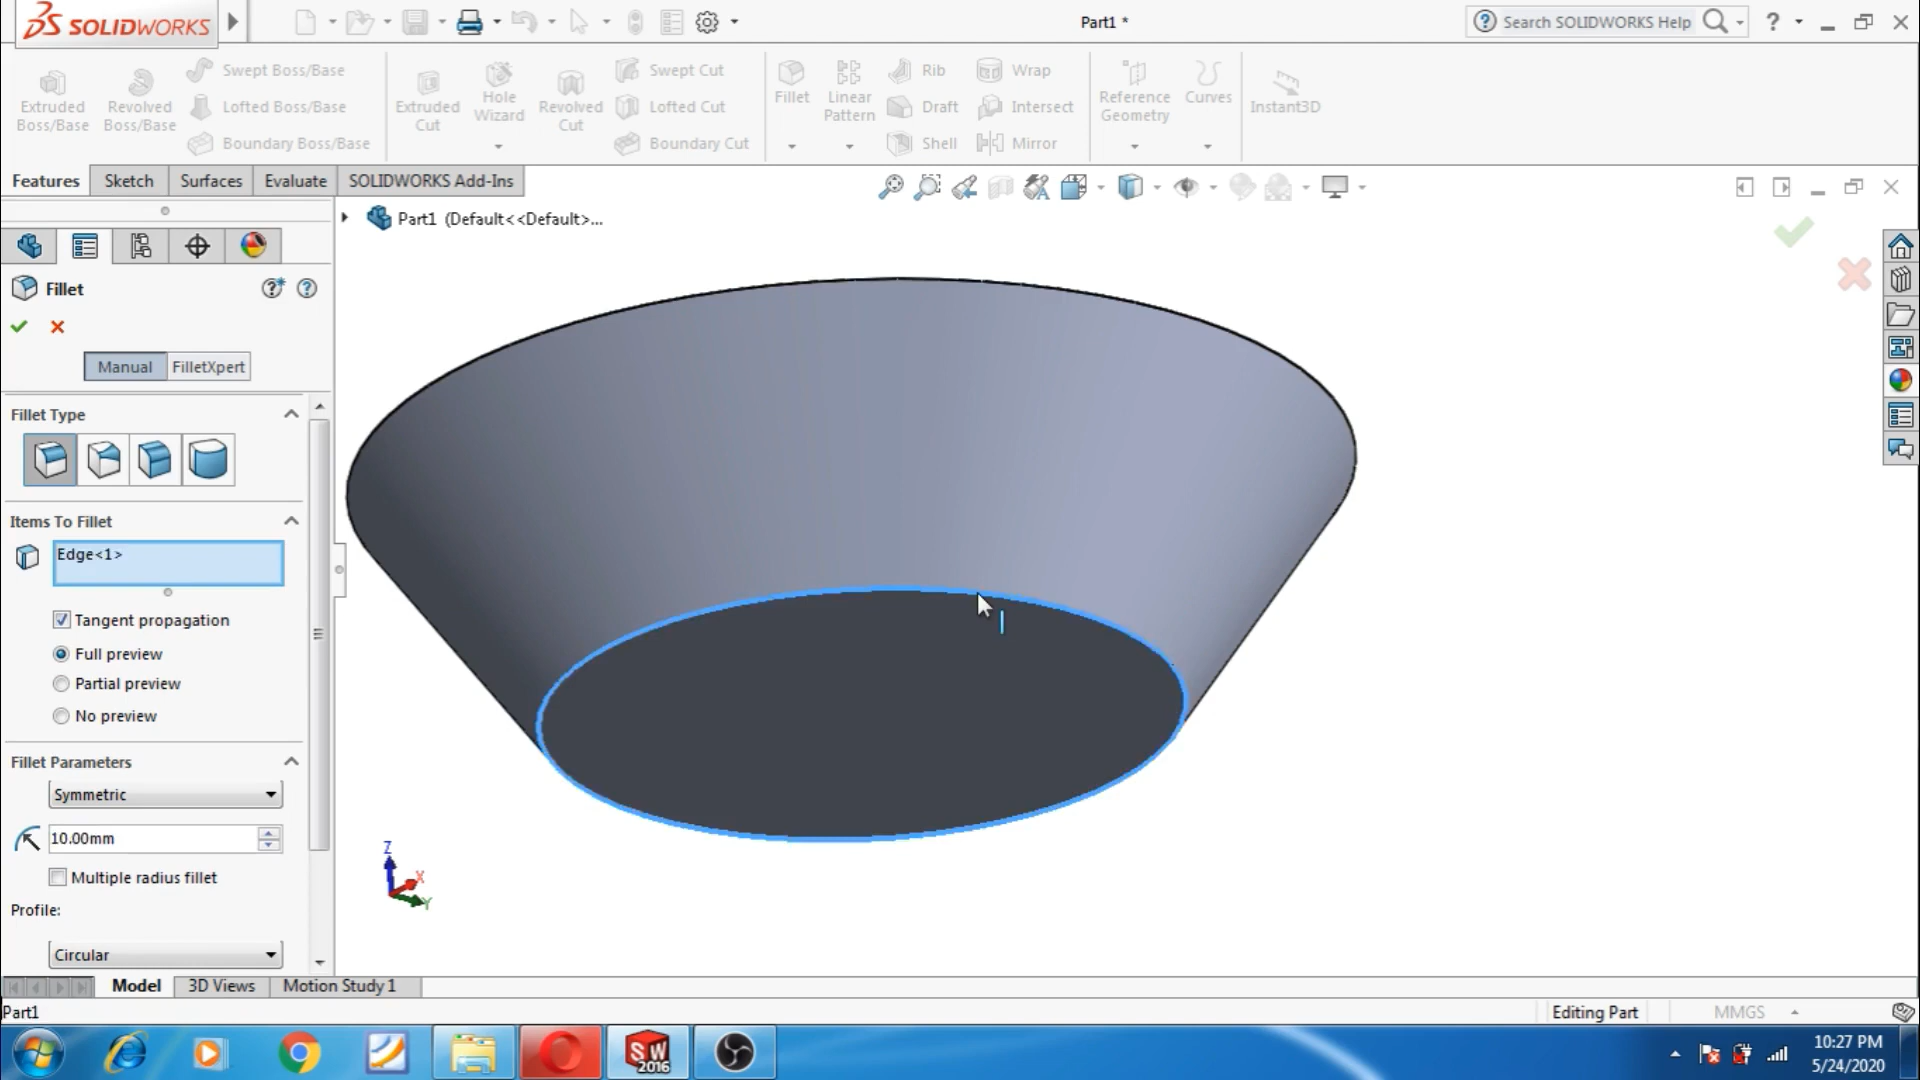 SOLIDWORKS
Part1 *
Search SOLIDWORKS Help
?
Extruded Boss/Base
Revolved Boss/Base
Swept Boss/Base
Lofted Boss/Base
Boundary Boss/Base
Extruded Cut
Hole Wizard
Revolved Cut
Swept Cut
Lofted Cut
Boundary Cut
Fillet
Linear Pattern
Rib
Draft
Shell
Wrap
Intersect
Mirror
Reference Geometry
Curves
Instant3D
Features
Sketch
Surfaces
Evaluate
SOLIDWORKS Add-Ins
Part1 (Default<<Default>...
Fillet
Manual
FilletXpert
Fillet Type
Items To Fillet
Edge<1>
Tangent propagation
Full preview
Partial preview
No preview
Fillet Parameters
Symmetric
10.00mm
Multiple radius fillet
Profile:
Circular
Z
X
Y
Model
3D Views
Motion Study 1
Part1
Editing Part
MMGS
SW
2016
10:27 PM
5/24/2020